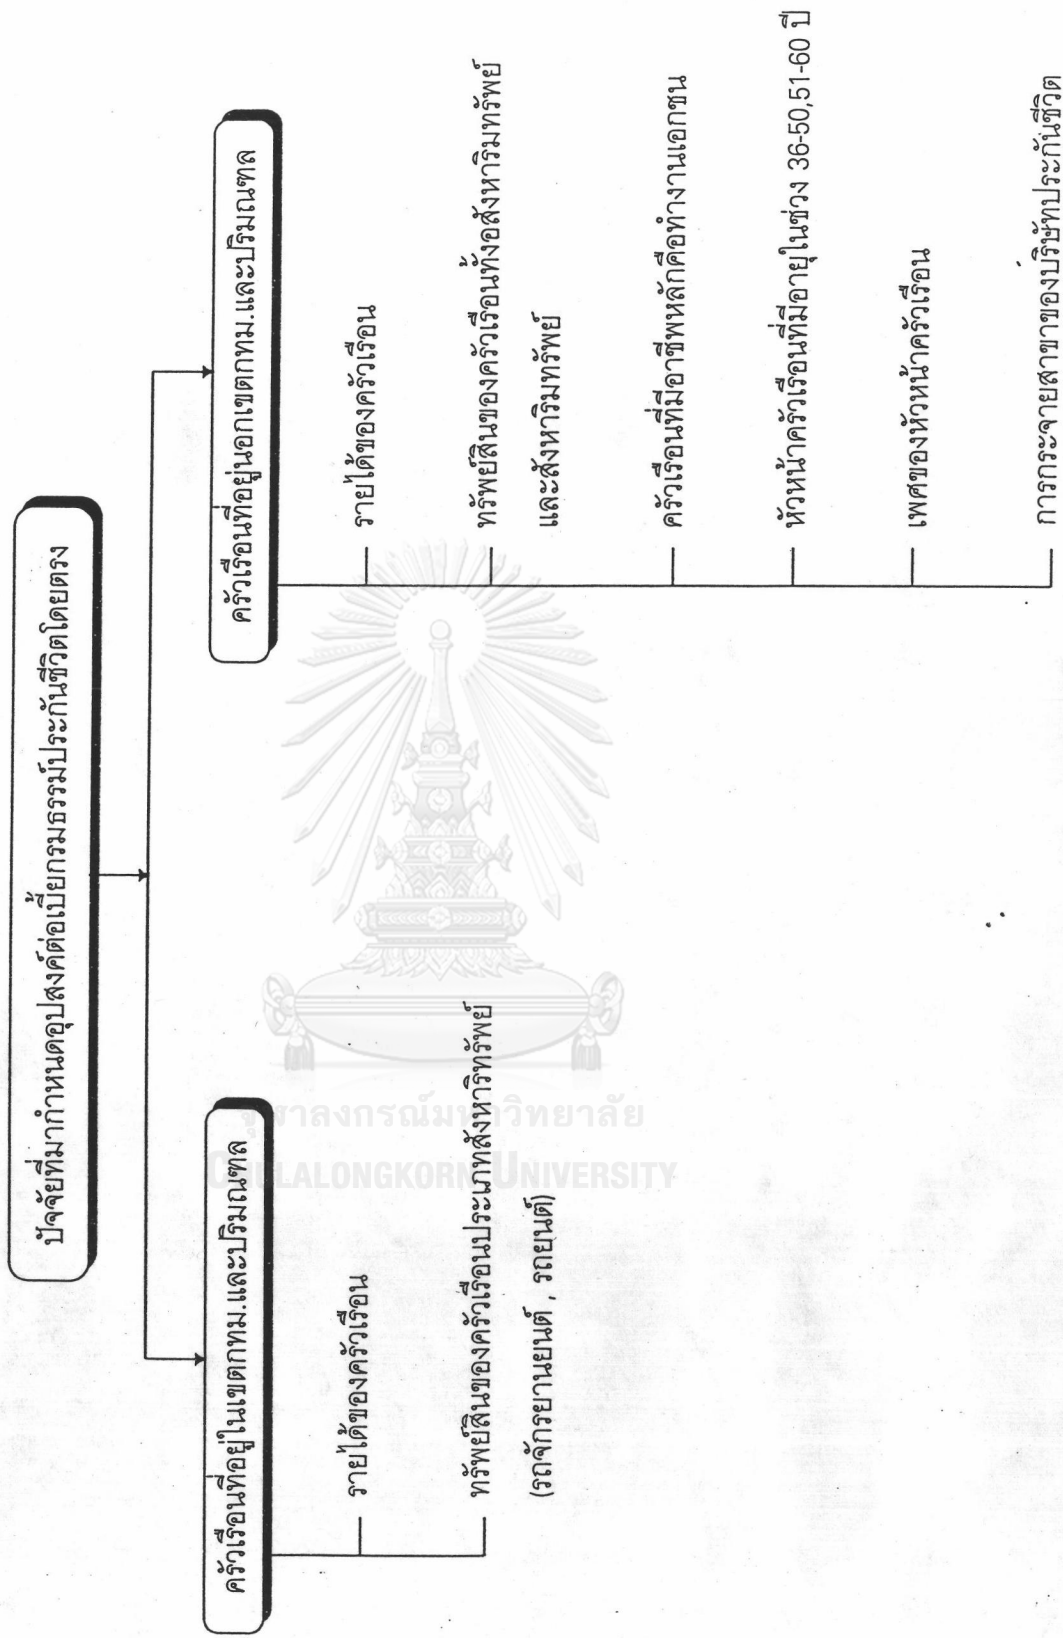 ปัจจัยที่มากำหนดอุปสงค์ต่อเบี้ยกรมธรรม์ประกันชีวิตโดยตรง
ครัวเรือนที่อยู่ในเขตกทม.และปริมณฑล
รายได้ของครัวเรือน
ทรัพย์สินของครัวเรือนประเภทสังหาริทรัพย์
(รถจักรยานยนต์ , รถยนต์)
ครัวเรือนที่อยู่นอกเขตกทม.และปริมณฑล
รายได้ของครัวเรือน
ทรัพย์สินของครัวเรือนทั้งอสังหาริมทรัพย์
และสังหาริมทรัพย์
ครัวเรือนที่มีอาชีพหลักคือทำงานเอกชน
หัวหน้าครัวเรือนที่มีอายุในช่วง 36-50,51-60 ปี
เพศของหัวหน้าครัวเรือน
การกระจายสาขาของบริษัทประกันชีวิต
จุฬาลงกรณ์มหาวิทยาลัย
CHULALONGKORN UNIVERSITY